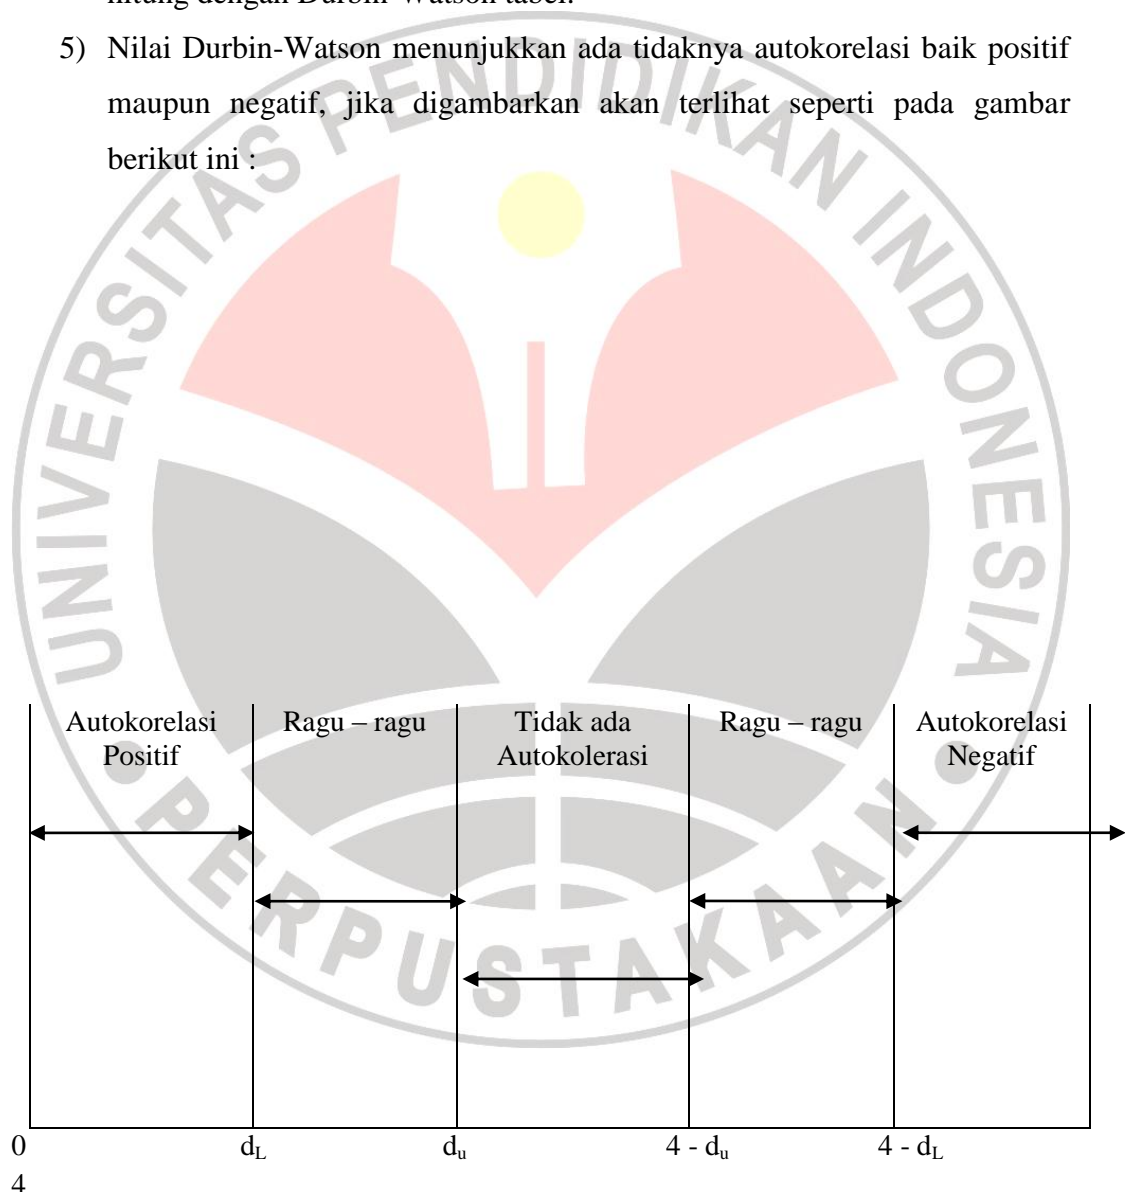 hitung dengan Durbin-Watson tabel.
5) Nilai Durbin-Watson menunjukkan ada tidaknya autokorelasi baik positif
maupun negatif, jika digambarkan akan terlihat seperti pada gambar
berikut ini :
UNIVERSITAS PENDIDIKAN INDONESIA
Autokorelasi Positif
Ragu – ragu
Tidak ada Autokolerasi
Ragu – ragu
Autokorelasi Negatif
PERPUSTAKAAN
0 dL du 4 - du 4 - dL
4